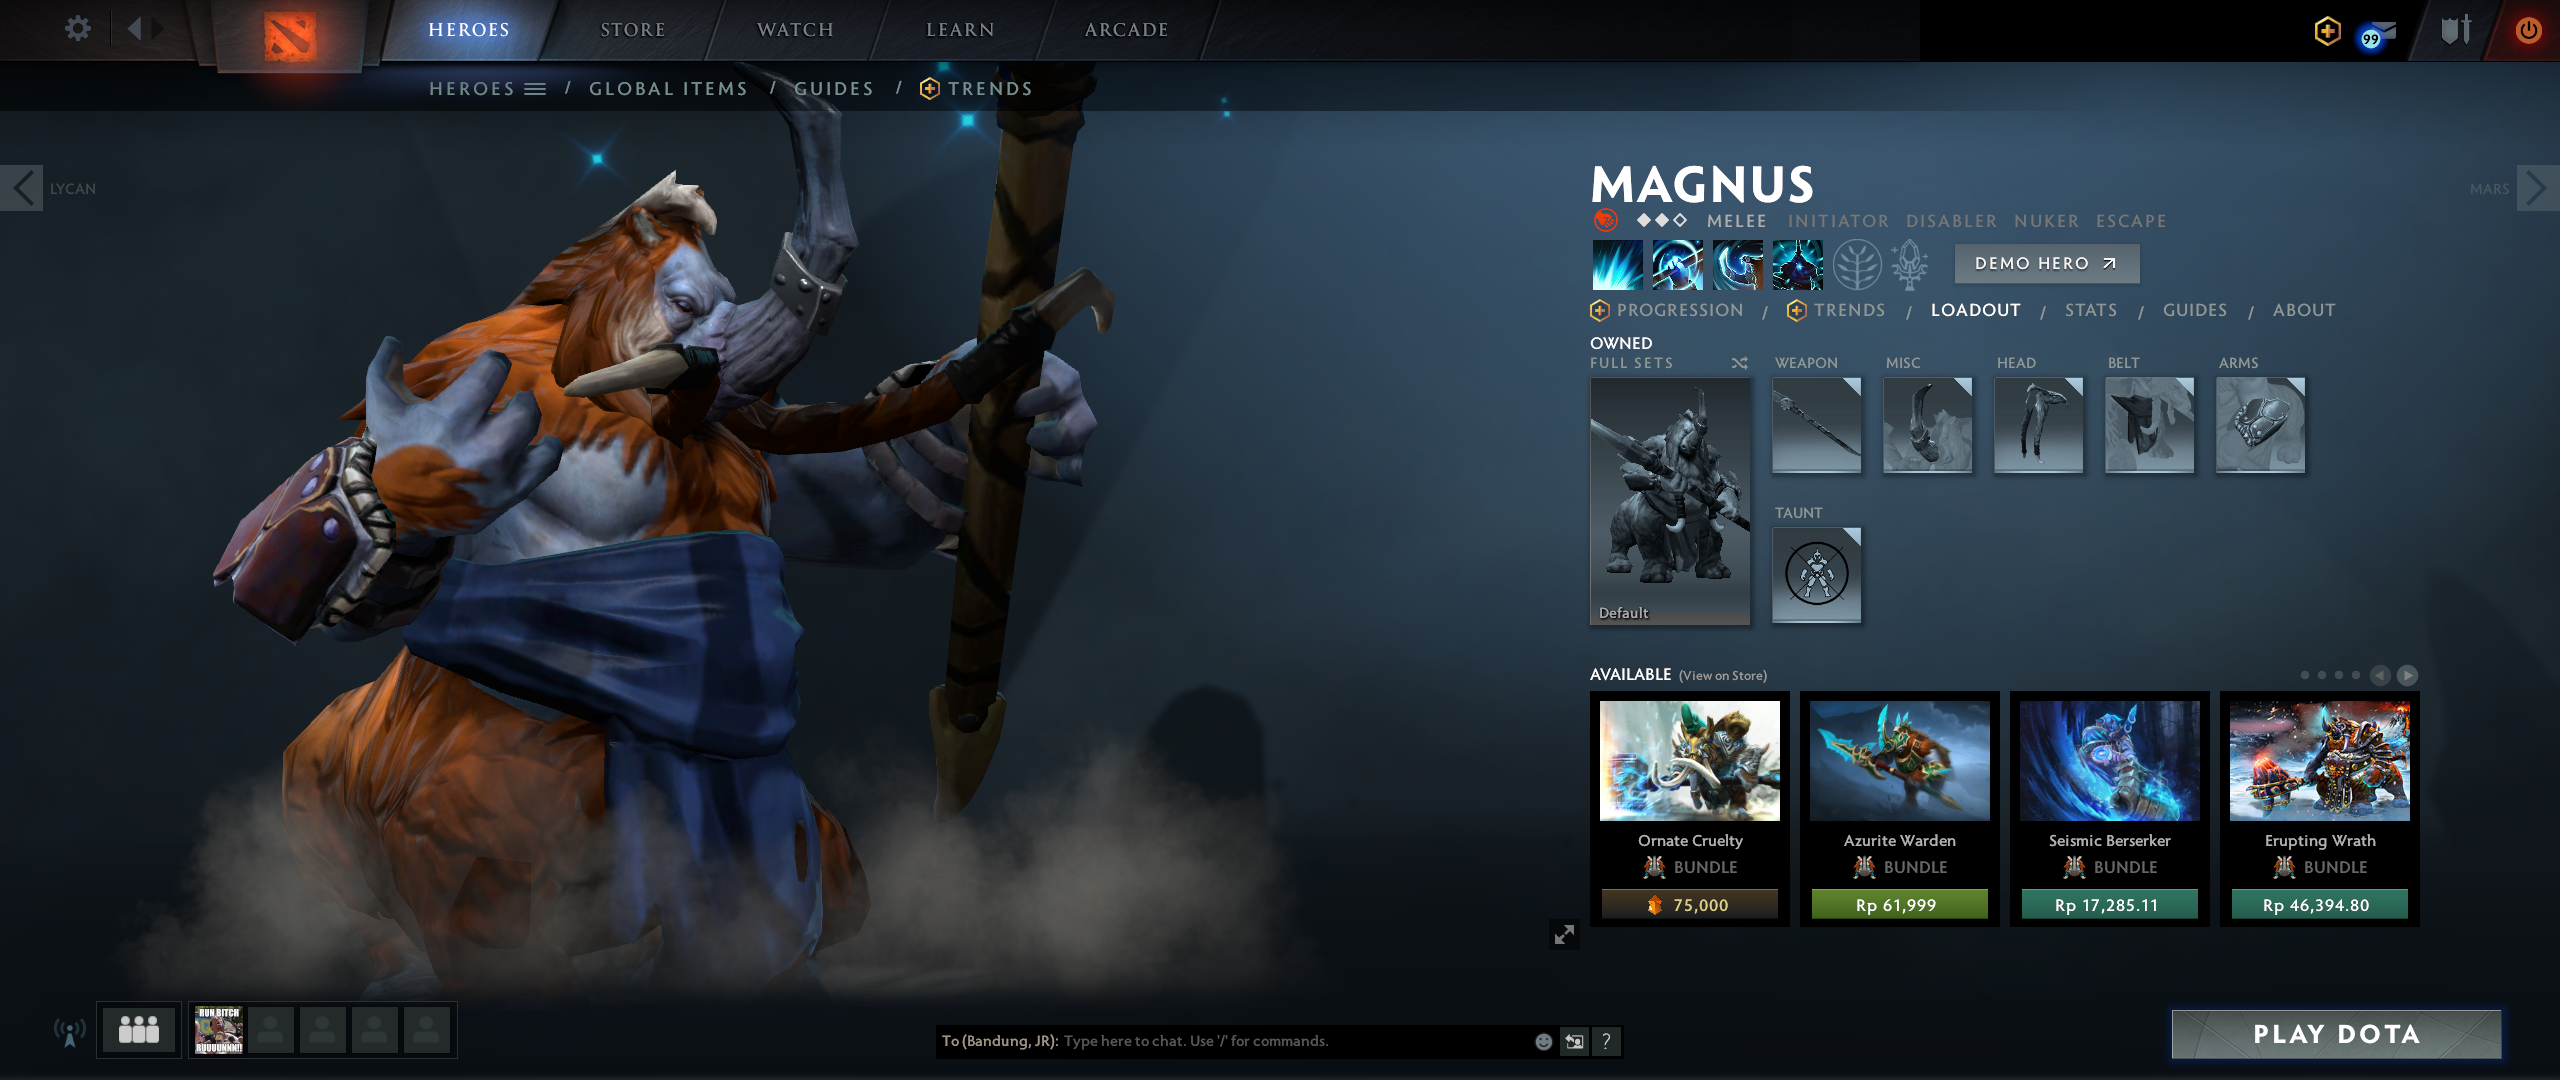 HEROES STORE WATCH LEARN ARCADE
99
HEROES / GLOBAL ITEMS / GUIDES / TRENDS
LYCAN
MARS
MAGNUS
MELEE INITIATOR DISABLER NUKER ESCAPE
DEMO HERO
PROGRESSION / TRENDS / LOADOUT / STATS / GUIDES / ABOUT
OWNED
FULL SETS WEAPON MISC HEAD BELT ARMS
TAUNT
Default
AVAILABLE (View on Store)
Ornate Cruelty Azurite Warden Seismic Berserker Erupting Wrath
BUNDLE BUNDLE BUNDLE BUNDLE
75,000 Rp 61,999 Rp 17,285.11 Rp 46,394.80
RUN BITCH
RUUUUNNN!!
To (Bandung, JR): Type here to chat. Use '/' for commands.
?
PLAY DOTA